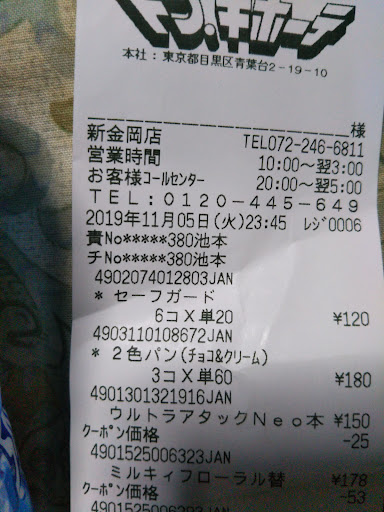 ドン.キホーテ
本社：東京都目黒区青葉台2-19-10
様
新金岡店 TEL072-246-6811
営業時間 10:00～翌3:00
お客様コールセンター 20:00～翌5:00
ＴＥＬ：０１２０－４４５－６４９
2019年11月05日(火)23:45 レジ0006
責No*****380池本
チNo*****380池本
4902074012803JAN
* セーフガード
6コX単20 ¥120
4903110108672JAN
* ２色パン(チョコ&クリーム)
3コX単60 ¥180
4901301321916JAN
ウルトラアタックＮｅｏ本 ¥150
クーポン価格 -25
4901525006323JAN
ミルキィフローラル替 ¥178
クーポン価格 -53